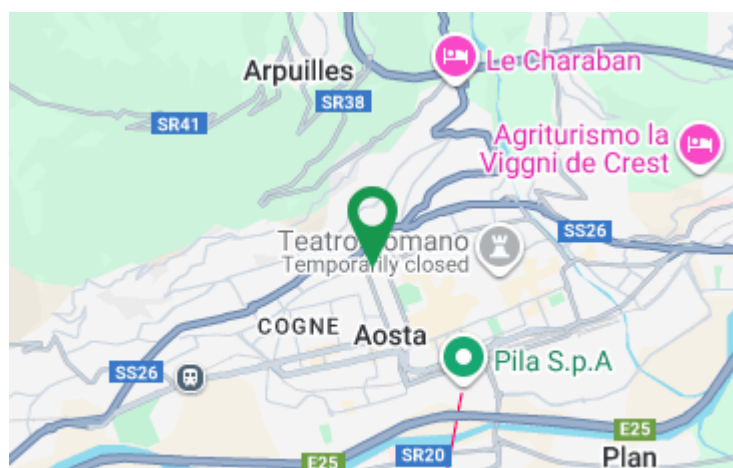 Le Charaban
Arpuilles
SR38
SR41
Agriturismo la
Viggni de Crest
SS26
Teatro Romano
Temporarily closed
COGNE
Aosta
Pila S.p.A
SS26
E25
SR20
E25
Plan